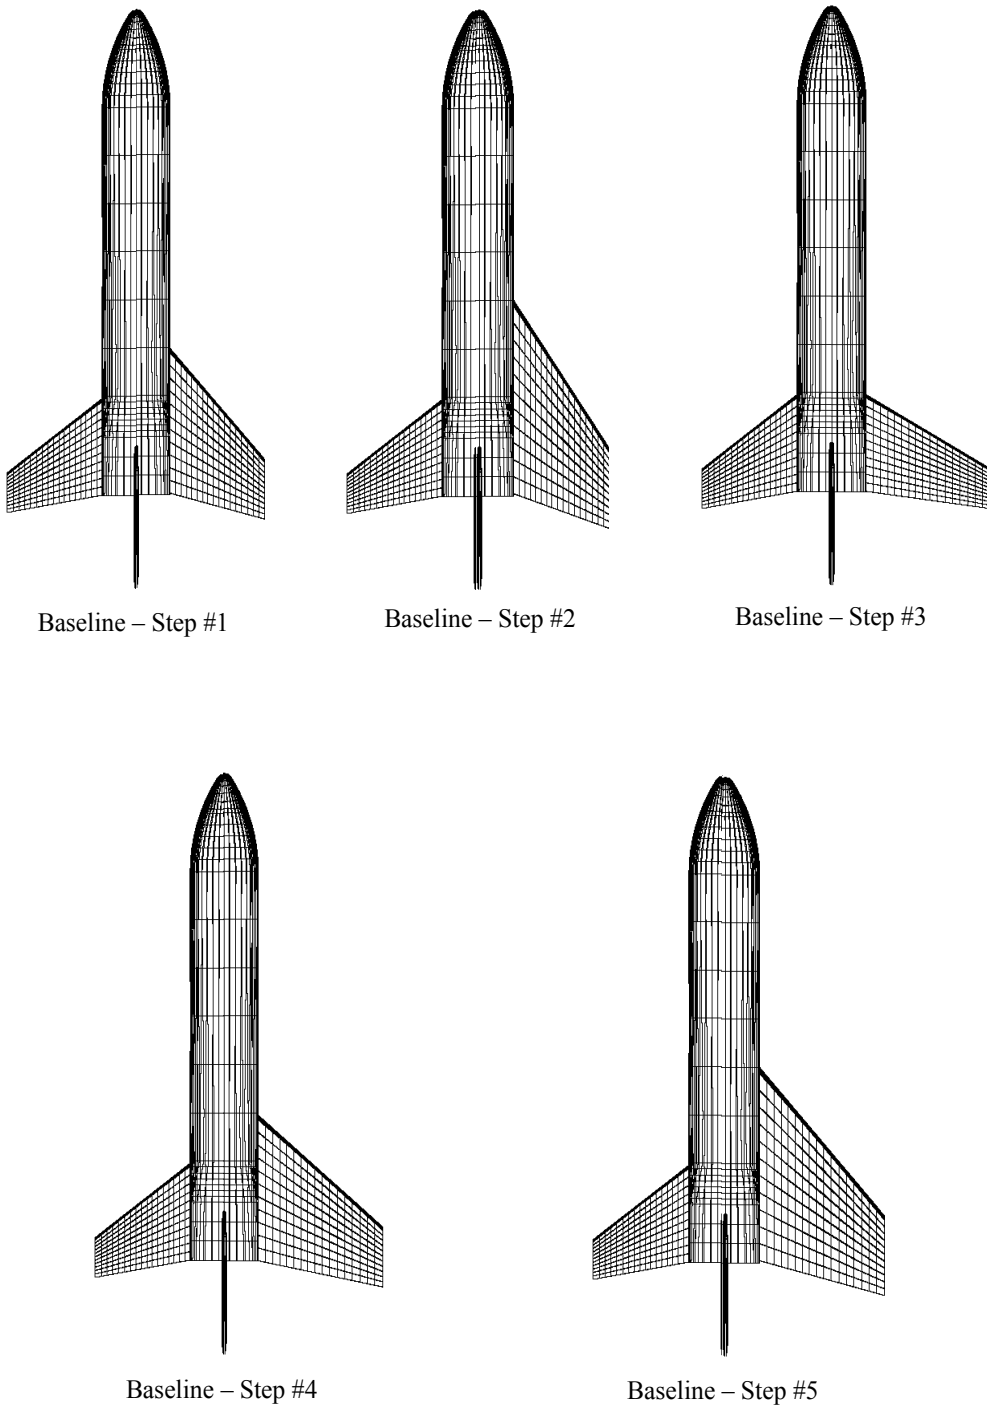 Baseline – Step #1
Baseline – Step #2
Baseline – Step #3
Baseline – Step #4
Baseline – Step #5